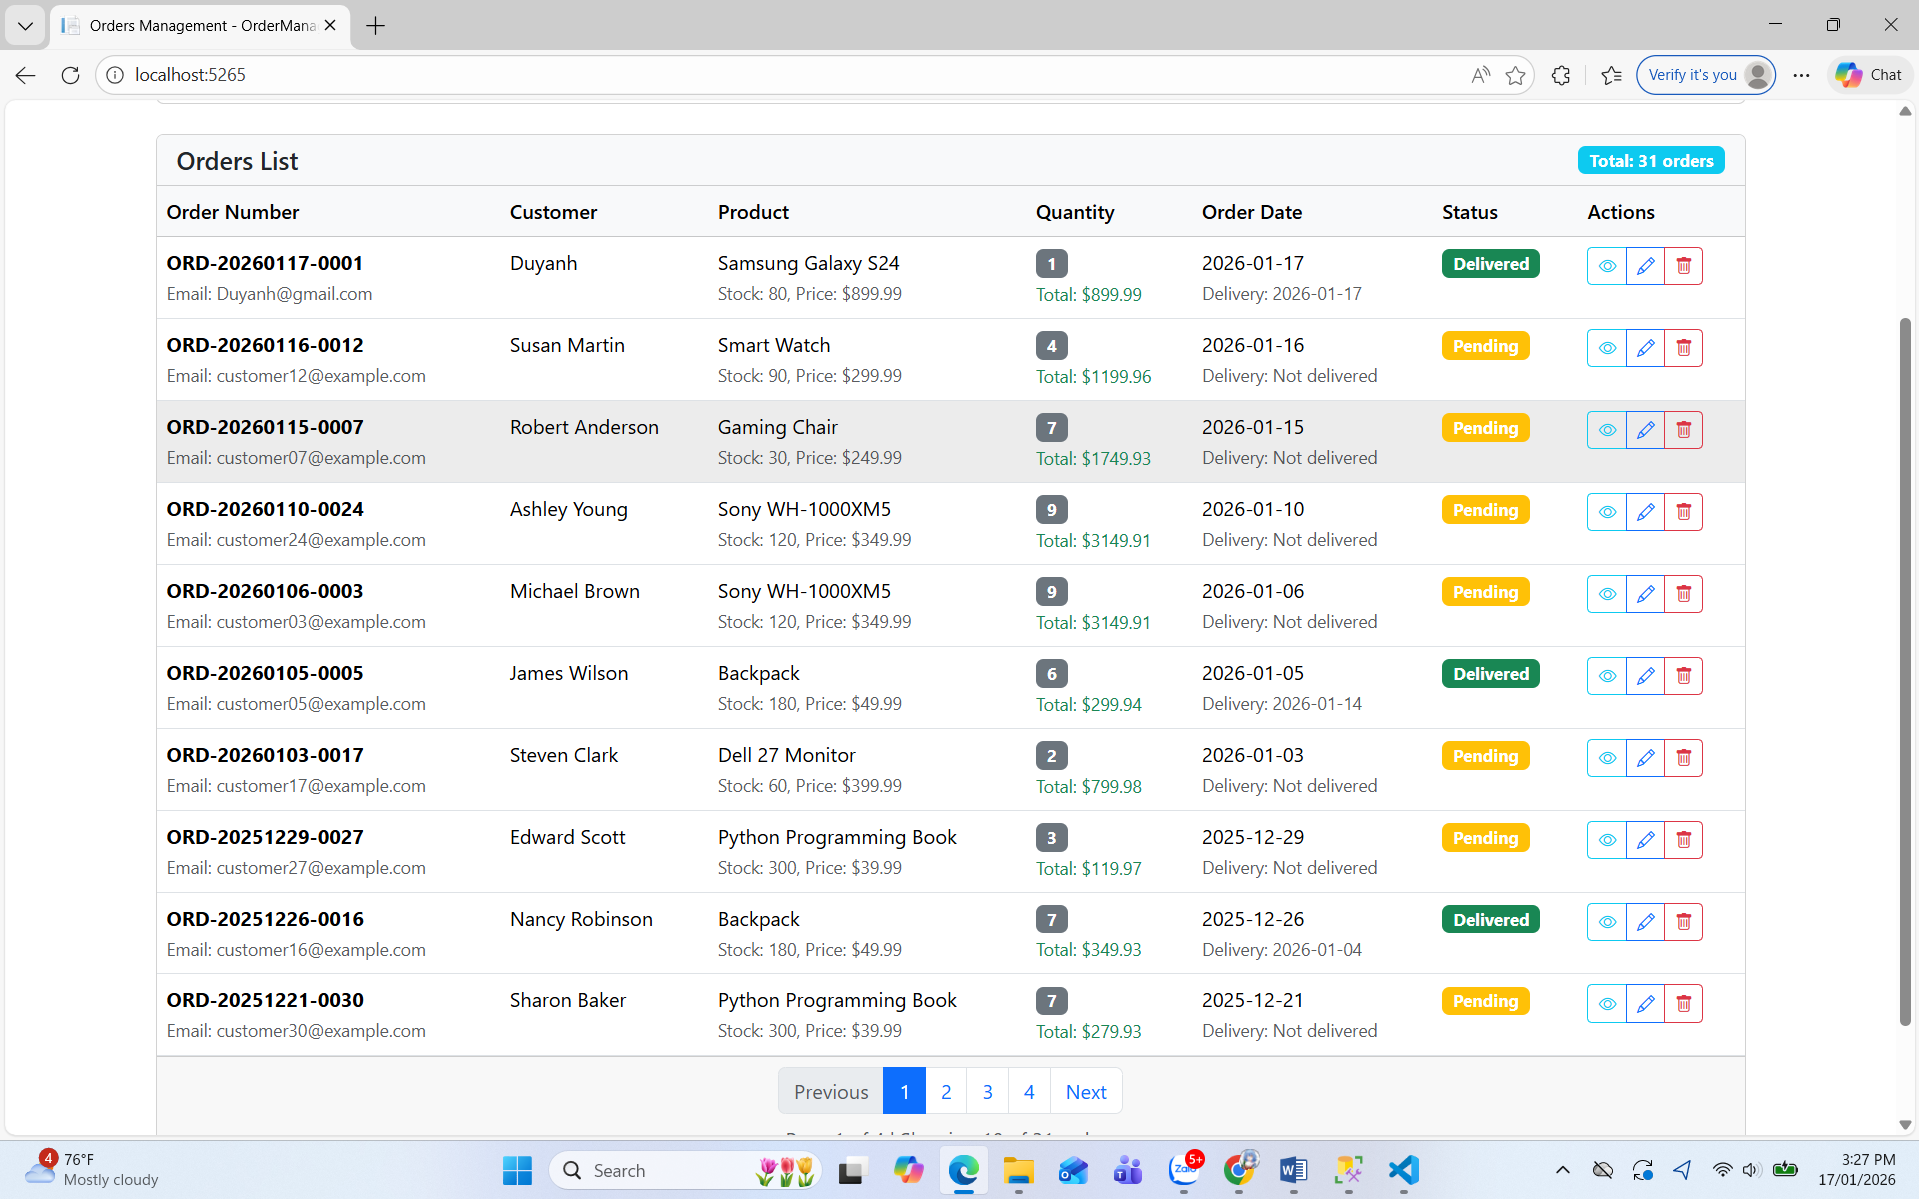 Orders Management - OrderMana
localhost:5265
Verify it's you
Chat
Orders List
Total: 31 orders
Order Number Customer Product Quantity Order Date Status Actions
ORD-20260117-0001 Duyanh Samsung Galaxy S24 1 2026-01-17 Delivered
Email: Duyanh@gmail.com Stock: 80, Price: $899.99 Total: $899.99 Delivery: 2026-01-17
ORD-20260116-0012 Susan Martin Smart Watch 4 2026-01-16 Pending
Email: customer12@example.com Stock: 90, Price: $299.99 Total: $1199.96 Delivery: Not delivered
ORD-20260115-0007 Robert Anderson Gaming Chair 7 2026-01-15 Pending
Email: customer07@example.com Stock: 30, Price: $249.99 Total: $1749.93 Delivery: Not delivered
ORD-20260110-0024 Ashley Young Sony WH-1000XM5 9 2026-01-10 Pending
Email: customer24@example.com Stock: 120, Price: $349.99 Total: $3149.91 Delivery: Not delivered
ORD-20260106-0003 Michael Brown Sony WH-1000XM5 9 2026-01-06 Pending
Email: customer03@example.com Stock: 120, Price: $349.99 Total: $3149.91 Delivery: Not delivered
ORD-20260105-0005 James Wilson Backpack 6 2026-01-05 Delivered
Email: customer05@example.com Stock: 180, Price: $49.99 Total: $299.94 Delivery: 2026-01-14
ORD-20260103-0017 Steven Clark Dell 27 Monitor 2 2026-01-03 Pending
Email: customer17@example.com Stock: 60, Price: $399.99 Total: $799.98 Delivery: Not delivered
ORD-20251229-0027 Edward Scott Python Programming Book 3 2025-12-29 Pending
Email: customer27@example.com Stock: 300, Price: $39.99 Total: $119.97 Delivery: Not delivered
ORD-20251226-0016 Nancy Robinson Backpack 7 2025-12-26 Delivered
Email: customer16@example.com Stock: 180, Price: $49.99 Total: $349.93 Delivery: 2026-01-04
ORD-20251221-0030 Sharon Baker Python Programming Book 7 2025-12-21 Pending
Email: customer30@example.com Stock: 300, Price: $39.99 Total: $279.93 Delivery: Not delivered
Previous 1 2 3 4 Next
4
76°F
Mostly cloudy
Search
Zalo
5+
3:27 PM
17/01/2026